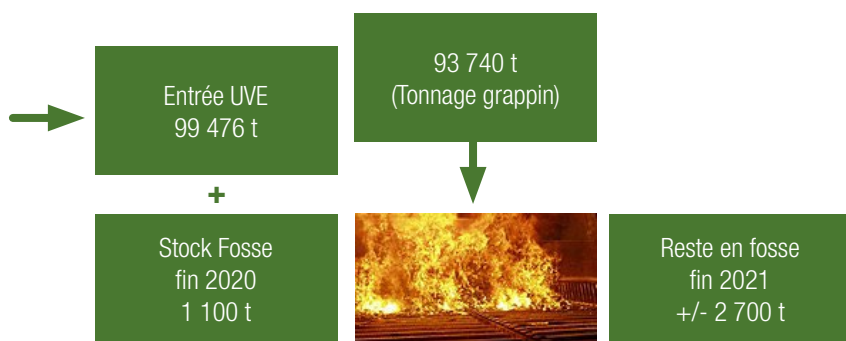 Entrée UVE
99 476 t
93 740 t
(Tonnage grappin)
+
Stock Fosse
fin 2020
1 100 t
Reste en fosse
fin 2021
+/- 2 700 t